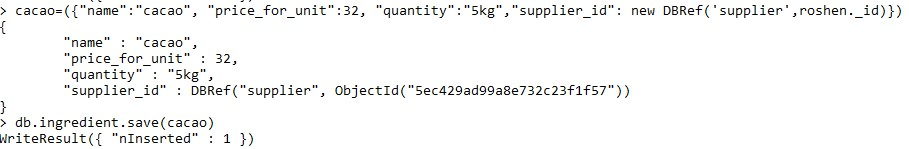 > cacao=({"name":"cacao", "price_for_unit":32, "quantity":"5kg","supplier_id": new DBRef('supplier',roshen._id)})
{
        "name" : "cacao",
        "price_for_unit" : 32,
        "quantity" : "5kg",
        "supplier_id" : DBRef("supplier", ObjectId("5ec429ad99a8e732c23f1f57"))
}
> db.ingredient.save(cacao)
WriteResult({ "nInserted" : 1 })